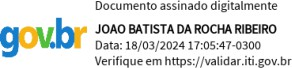 Documento assinado digitalmente
gov.br
JOAO BATISTA DA ROCHA RIBEIRO
Data: 18/03/2024 17:05:47-0300
Verifique em https://validar.iti.gov.br